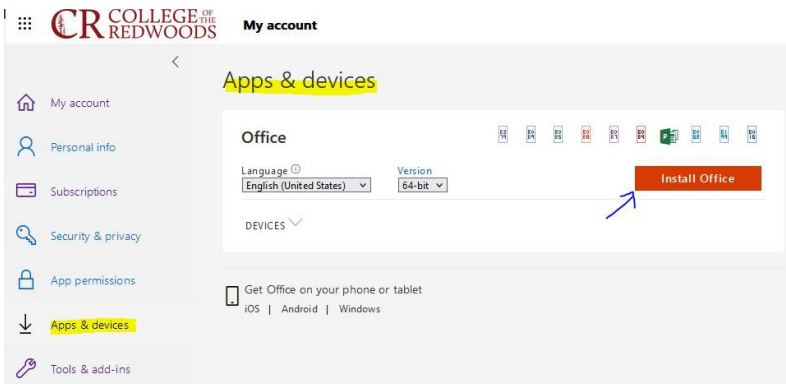 CR COLLEGE OF THE REDWOODS
My account
Apps & devices
My account
Personal info
Subscriptions
Security & privacy
App permissions
Apps & devices
Tools & add-ins
Office
Language
Version
English (United States)
64-bit
Install Office
DEVICES
Get Office on your phone or tablet
iOS | Android | Windows